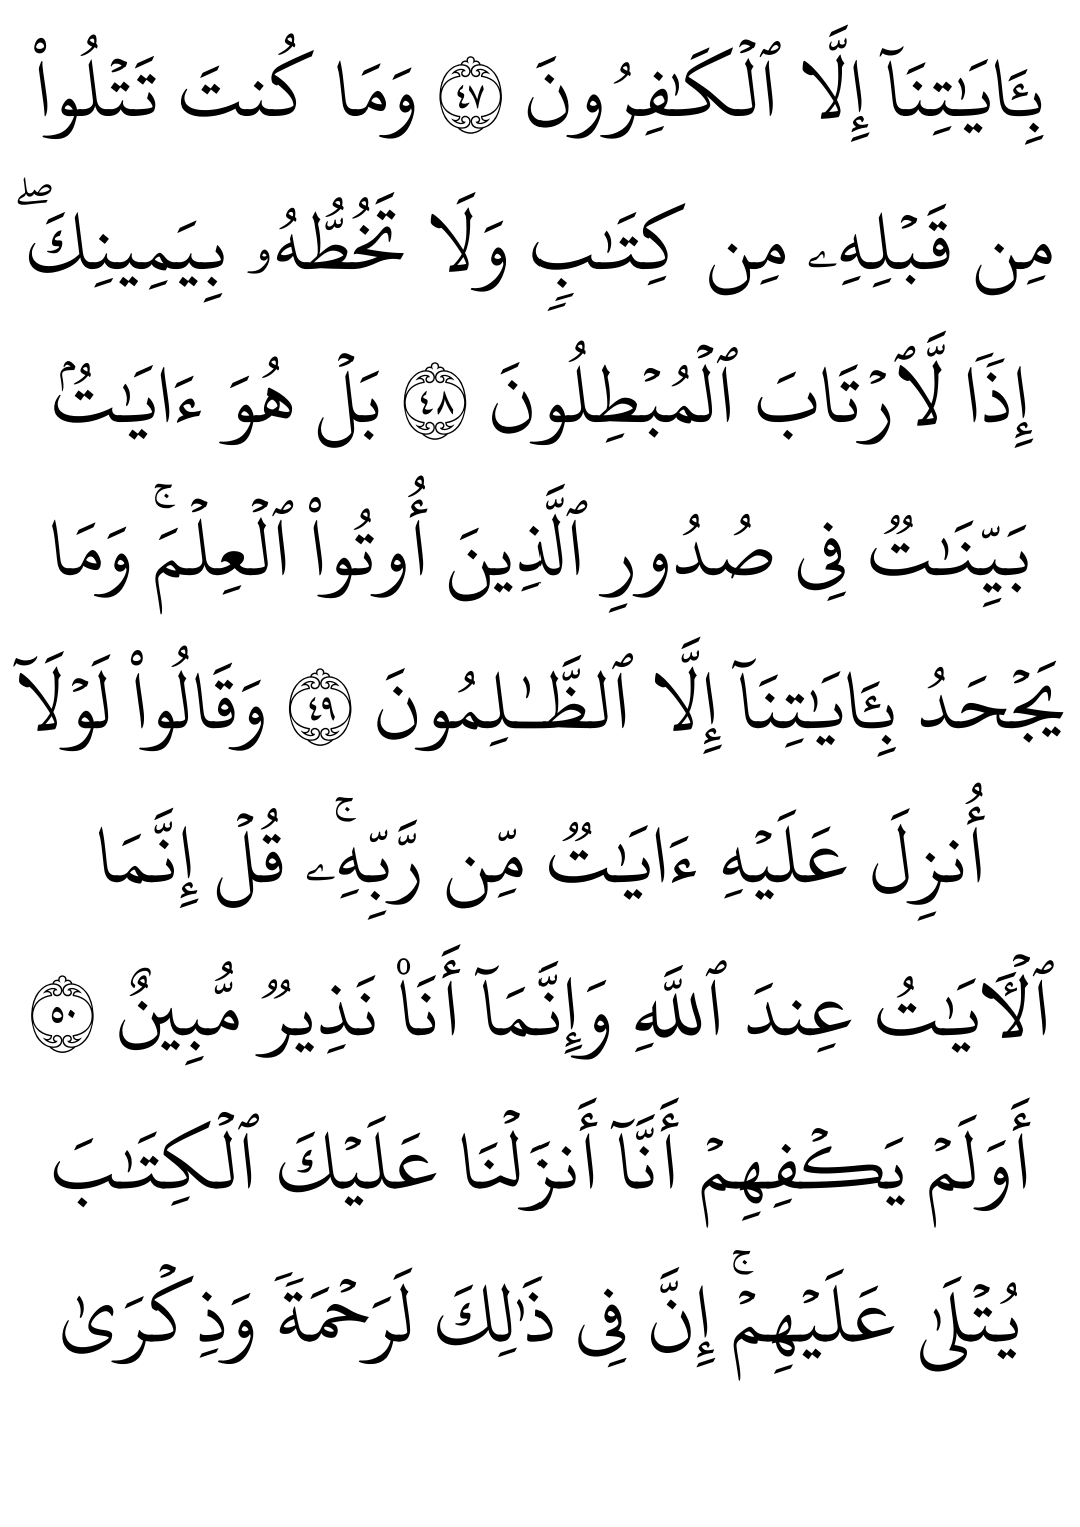 بِـَٔايَـٰتِنَآ إِلَّا ٱلْكَـٰفِرُونَ ٤٧ وَمَا كُنتَ تَتْلُوا۟
مِن قَبْلِهِۦ مِن كِتَـٰبٍ وَلَا تَخُطُّهُۥ بِيَمِينِكَ ۖ
إِذًا لَّٱرْتَابَ ٱلْمُبْطِلُونَ ٤٨ بَلْ هُوَ ءَايَـٰتٌۢ
بَيِّنَـٰتٌ فِى صُدُورِ ٱلَّذِينَ أُوتُوا۟ ٱلْعِلْمَ ۚ وَمَا
يَجْحَدُ بِـَٔايَـٰتِنَآ إِلَّا ٱلظَّـٰلِمُونَ ٤٩ وَقَالُوا۟ لَوْلَآ
أُنزِلَ عَلَيْهِ ءَايَـٰتٌ مِّن رَّبِّهِۦ ۚ قُلْ إِنَّمَا
ٱلْـَٔايَـٰتُ عِندَ ٱللَّهِ وَإِنَّمَآ أَنَا۠ نَذِيرٌ مُّبِينٌ ٥٠
أَوَلَمْ يَكْفِهِمْ أَنَّآ أَنزَلْنَا عَلَيْكَ ٱلْكِتَـٰبَ
يُتْلَىٰ عَلَيْهِمْ ۚ إِنَّ فِى ذَٰلِكَ لَرَحْمَةً وَذِكْرَىٰ